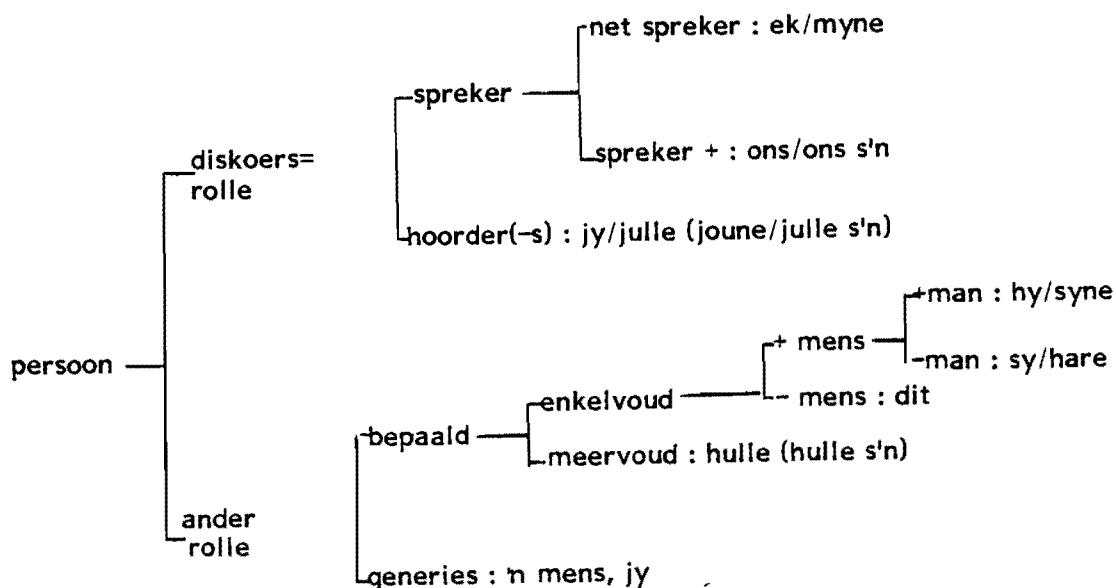 net spreker : ek/myne
spreker
spreker + : ons/ons s'n
diskoers=
rolle
hoorder(-s) : jy/julle (joune/julle s'n)
+man : hy/syne
+ mens
-man : sy/hare
persoon
enkelvoud
- mens : dit
bepaald
meervoud : hulle (hulle s'n)
ander
rolle
generies : 'n mens, jy